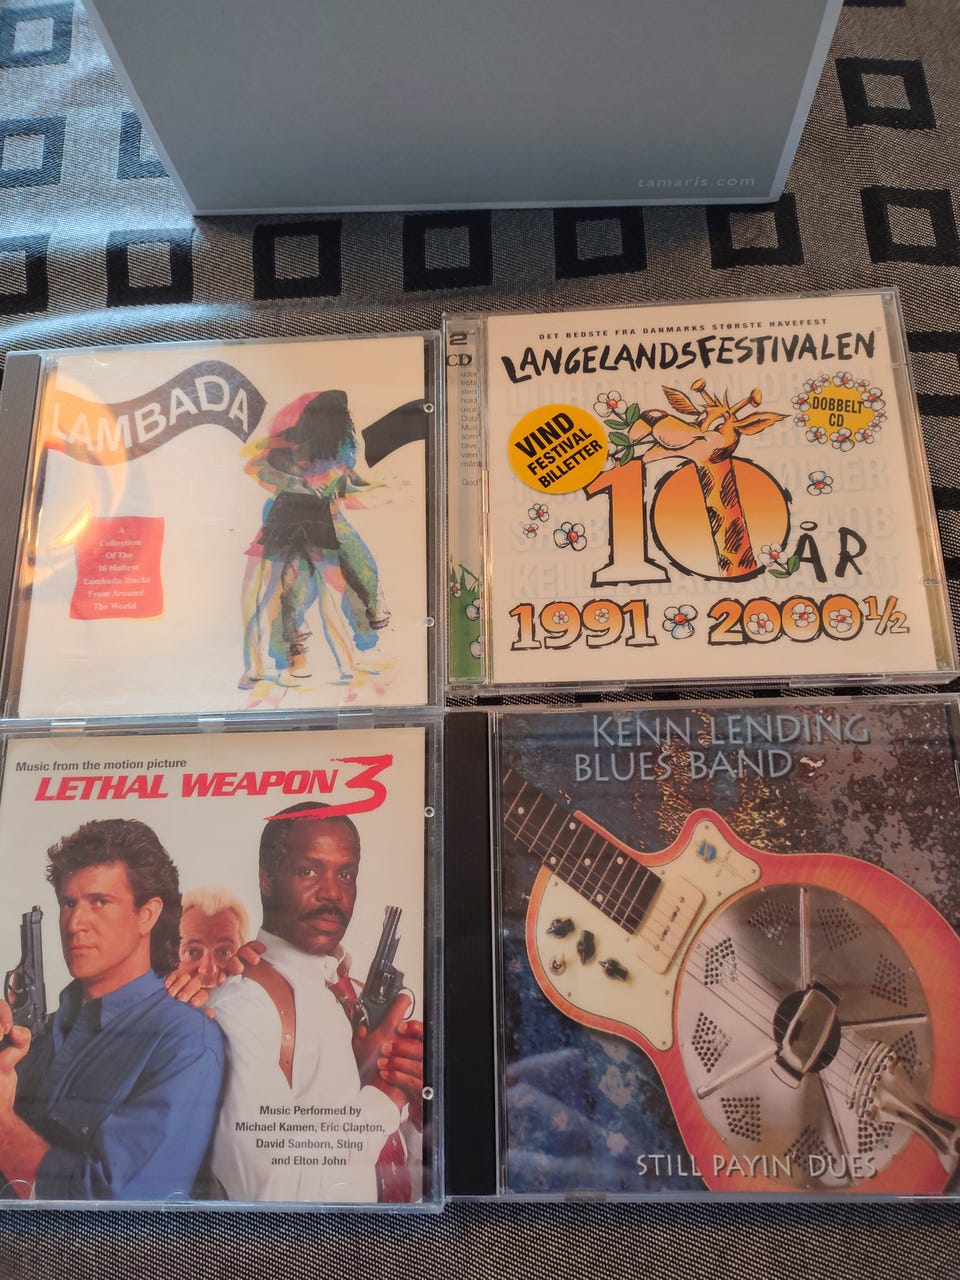 tamaris.com
LAMBADA
A
Collection
Of The
16 Hottest
Lambada Tracks
From Around
The World
2
CD
DET BEDSTE FRA DANMARKS STØRSTE HAVEFEST
LANGELANDSFESTIVALEN
DOBBELT
CD
VIND
FESTIVAL
BILLETTER
10
ÅR
1991 2000 1/2
Music from the motion picture
LETHAL WEAPON 3
Music Performed by
Michael Kamen, Eric Clapton,
David Sanborn, Sting
and Elton John
KENN LENDING
BLUES BAND
STILL PAYIN' DUES